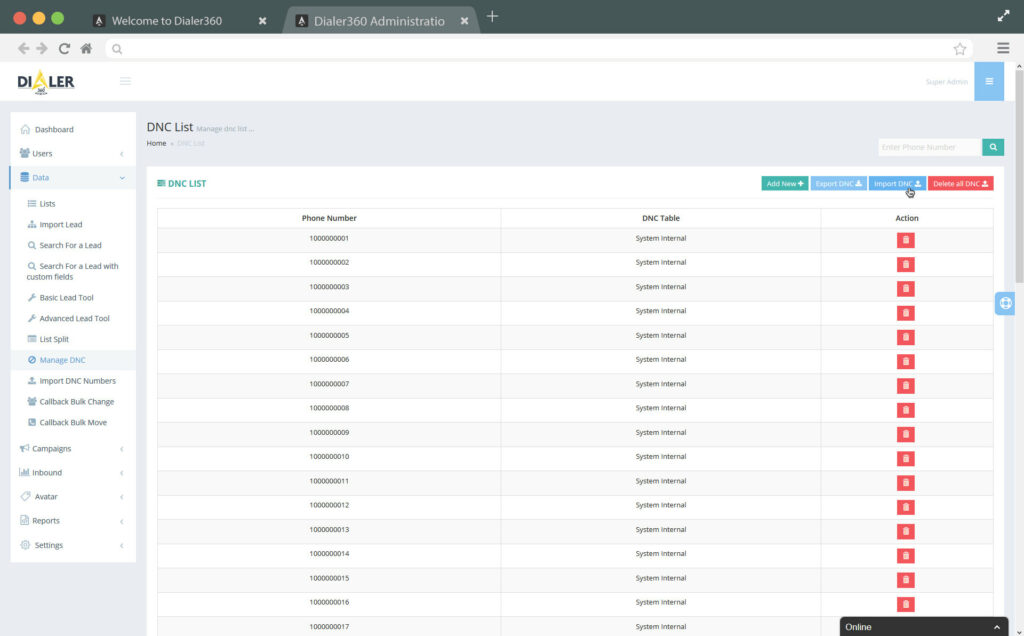 Welcome to Dialer360
Dialer360 Administratio
DIALER
360
Super Admin
Dashboard
Users
Data
Lists
Import Lead
Search For a Lead
Search For a Lead with
custom fields
Basic Lead Tool
Advanced Lead Tool
List Split
Manage DNC
Import DNC Numbers
Callback Bulk Change
Callback Bulk Move
Campaigns
Inbound
Avatar
Reports
Settings
DNC List Manage dnc list ...
Home » DNC List
Enter Phone Number
DNC LIST
Add New
Export DNC
Import DNC
Delete all DNC
Phone Number DNC Table Action
1000000001 System Internal
1000000002 System Internal
1000000003 System Internal
1000000004 System Internal
1000000005 System Internal
1000000006 System Internal
1000000007 System Internal
1000000008 System Internal
1000000009 System Internal
1000000010 System Internal
1000000011 System Internal
1000000012 System Internal
1000000013 System Internal
1000000014 System Internal
1000000015 System Internal
1000000016 System Internal
1000000017 System Internal
Online